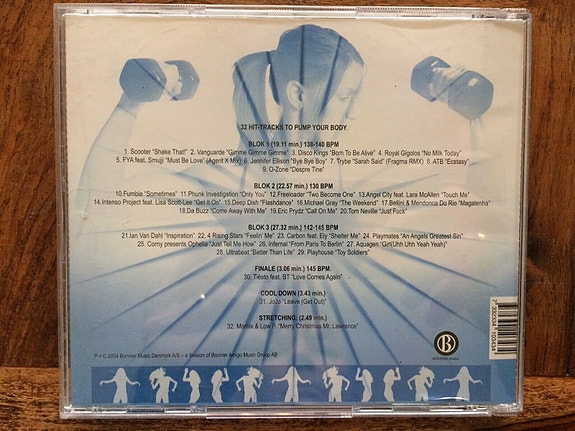 32 HIT-TRACKS TO PUMP YOUR BODY
BLOK 1 (19.11 min.) 138-140 BPM
1. Scooter "Shake That!" 2. Vanguarde "Gimme Gimme Gimme" 3. Disco Kings "Born To Be Alive" 4. Royal Gigolos "No Milk Today"
5. FYA feat. Smujji "Must Be Love" (Agent X Mix) 6. Jennifer Ellison "Bye Bye Boy" 7. Trybe "Sarah Said" (Fragma RMX) 8. ATB "Ecstasy"
9. O-Zone "Despre Tine"
BLOK 2 (22.57 min.) 130 BPM
10. Fumble "Sometimes" 11. Phunk Investigation "Only You" 12. Freeloader "Two Become One" 13. Angel City feat. Lara McAllen "Touch Me"
14. Intenso Project feat. Lisa Scott-Lee "Get it On" 15. Deep Dish "Flashdance" 16. Michael Gray "The Weekend" 17. Bellini & Mendonca Do Rio "Magalenha"
18. Da Buzz "Come Away With Me" 19. Eric Prydz "Call On Me" 20. Tom Neville "Just Fuck"
BLOK 3 (27.32 min.) 142-145 BPM
21. Ian Van Dahl "Inspiration" 22. 4 Rising Stars "Feelin' Me" 23. Carbon feat. Ely "Shelter Me" 24. Playmates "An Angels Greatest Sin"
25. Corny presents Ophelia "Just Tell Me How" 26. Infernal "From Paris To Berlin" 27. Aquagen "Girl(Uhh Uhh Yeah Yeah)"
28. Ultrabeat "Better Than Life" 29. Playhouse "Toy Soldiers"
FINALE (3.06 min.) 145 BPM.
30. Tiësto feat. BT "Love Comes Again"
COOL DOWN (3.43 min.)
31. JoJo "Leave (Get Out)"
STRETCHING: (2.49 min.)
32. Momix & Low P. "Merry Christmas Mr. Lawrence"
B
BONNIER MUSIC
P + C 2004 Bonnier Music Denmark A/S – a division of Bonnier Amigo Music Group AB